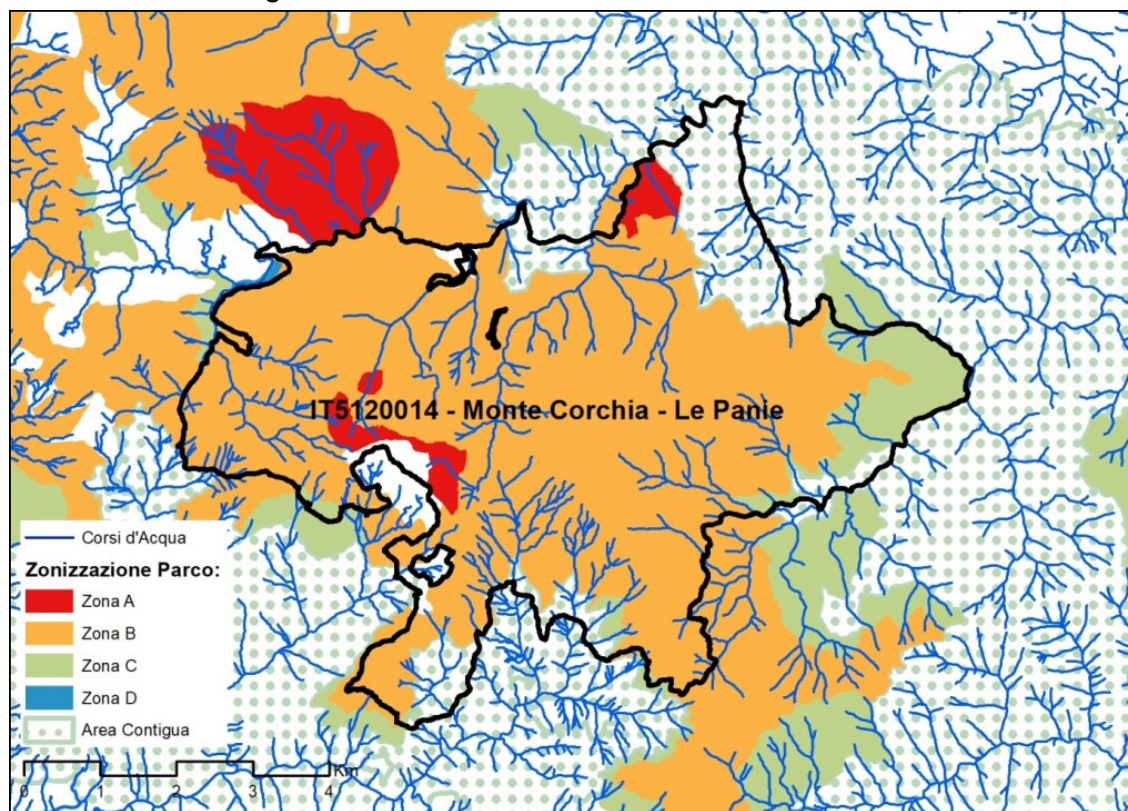 IT5120014 - Monte Corchia - Le Panie
Corsi d'Acqua
Zonizzazione Parco:
Zona A
Zona B
Zona C
Zona D
Area Contigua
Km
0 1 2 3 4